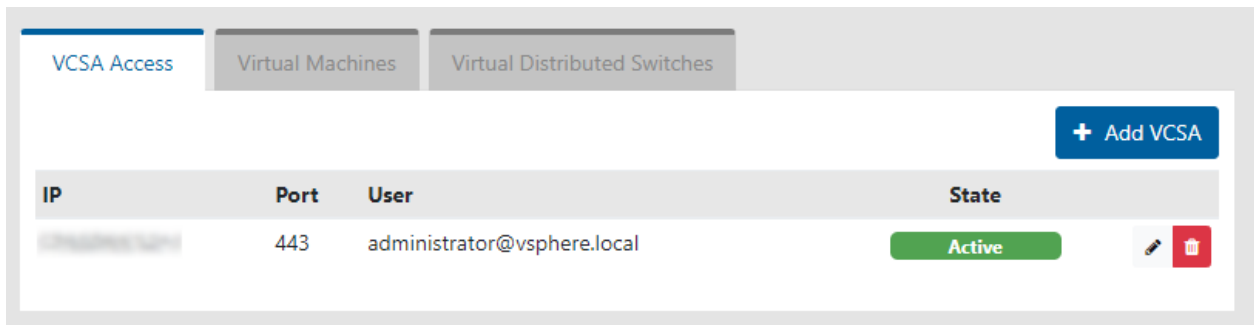 VCSA Access Virtual Machines Virtual Distributed Switches
+ Add VCSA
IP Port User State
443 administrator@vsphere.local Active